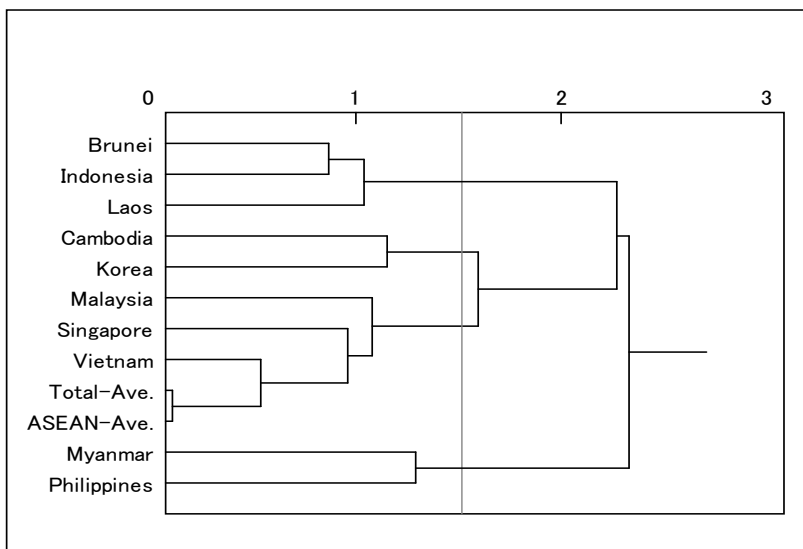 0 1 2 3
Brunei
Indonesia
Laos
Cambodia
Korea
Malaysia
Singapore
Vietnam
Total-Ave.
ASEAN-Ave.
Myanmar
Philippines